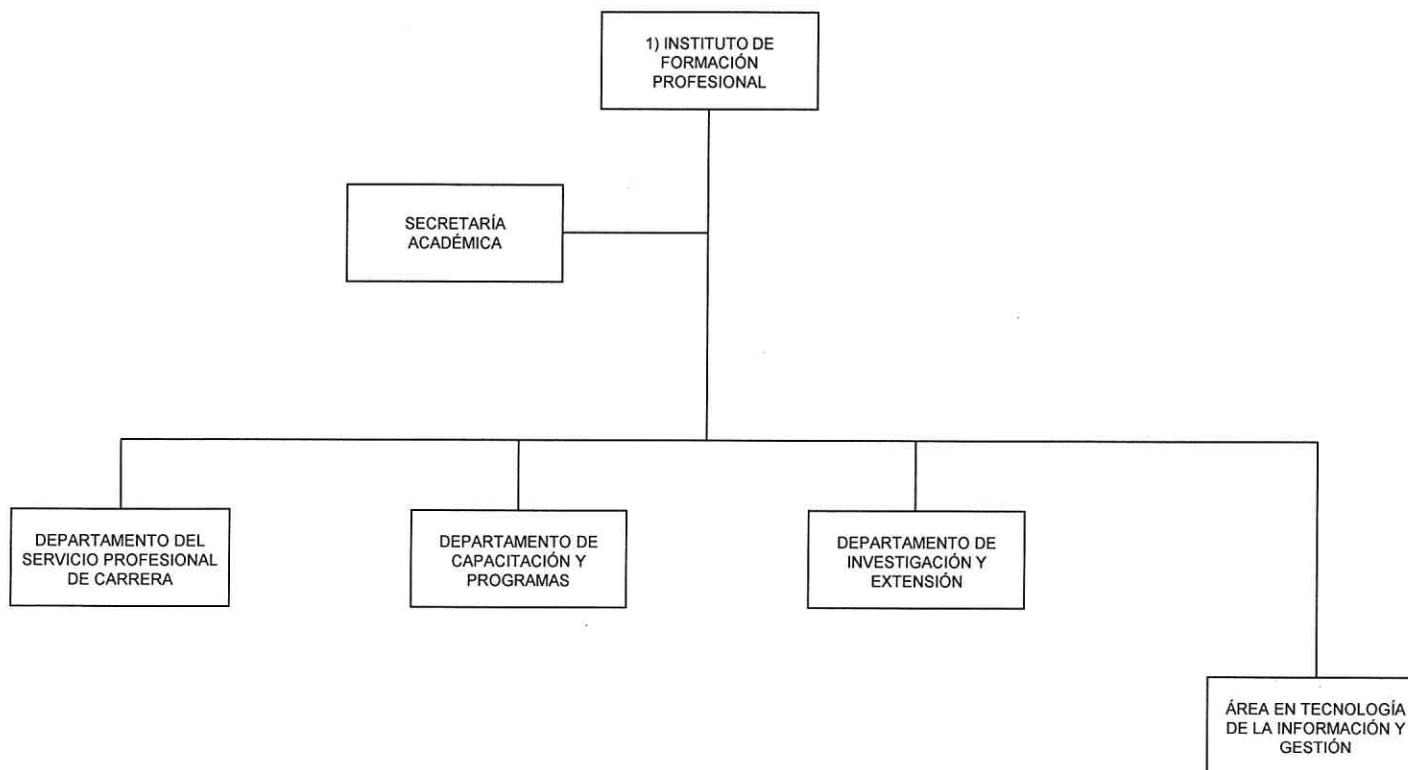 1) INSTITUTO DE
FORMACIÓN
PROFESIONAL
SECRETARÍA
ACADÉMICA
DEPARTAMENTO DEL
SERVICIO PROFESIONAL
DE CARRERA
DEPARTAMENTO DE
CAPACITACIÓN Y
PROGRAMAS
DEPARTAMENTO DE
INVESTIGACIÓN Y
EXTENSIÓN
ÁREA EN TECNOLOGÍA
DE LA INFORMACIÓN Y
GESTIÓN